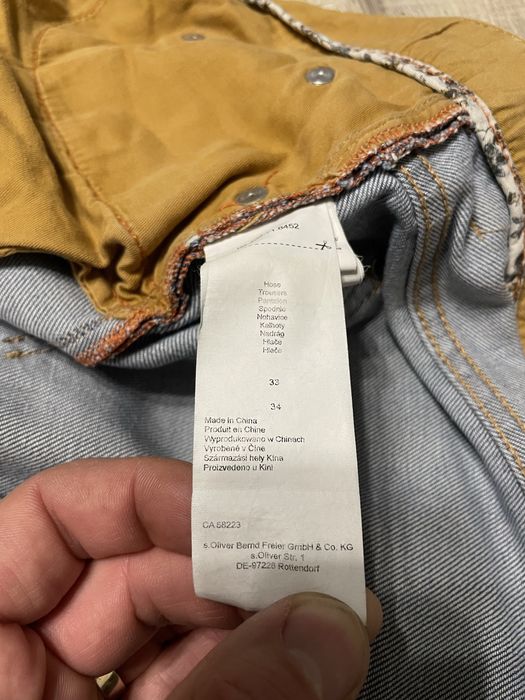 6452
Hose
Trousers
Pantalon
Spodnie
Nohavice
Kalhoty
Nadrág
Hlače
Hlače
33
34
Made in China
Produit en Chine
Wyprodukowano w Chinach
Vyrobené v Číne
Származási hely Kína
Proizvedeno u Kini
CA 58223
s.Oliver Bernd Freier GmbH & Co. KG
s.Oliver Str. 1
DE-97228 Rottendorf